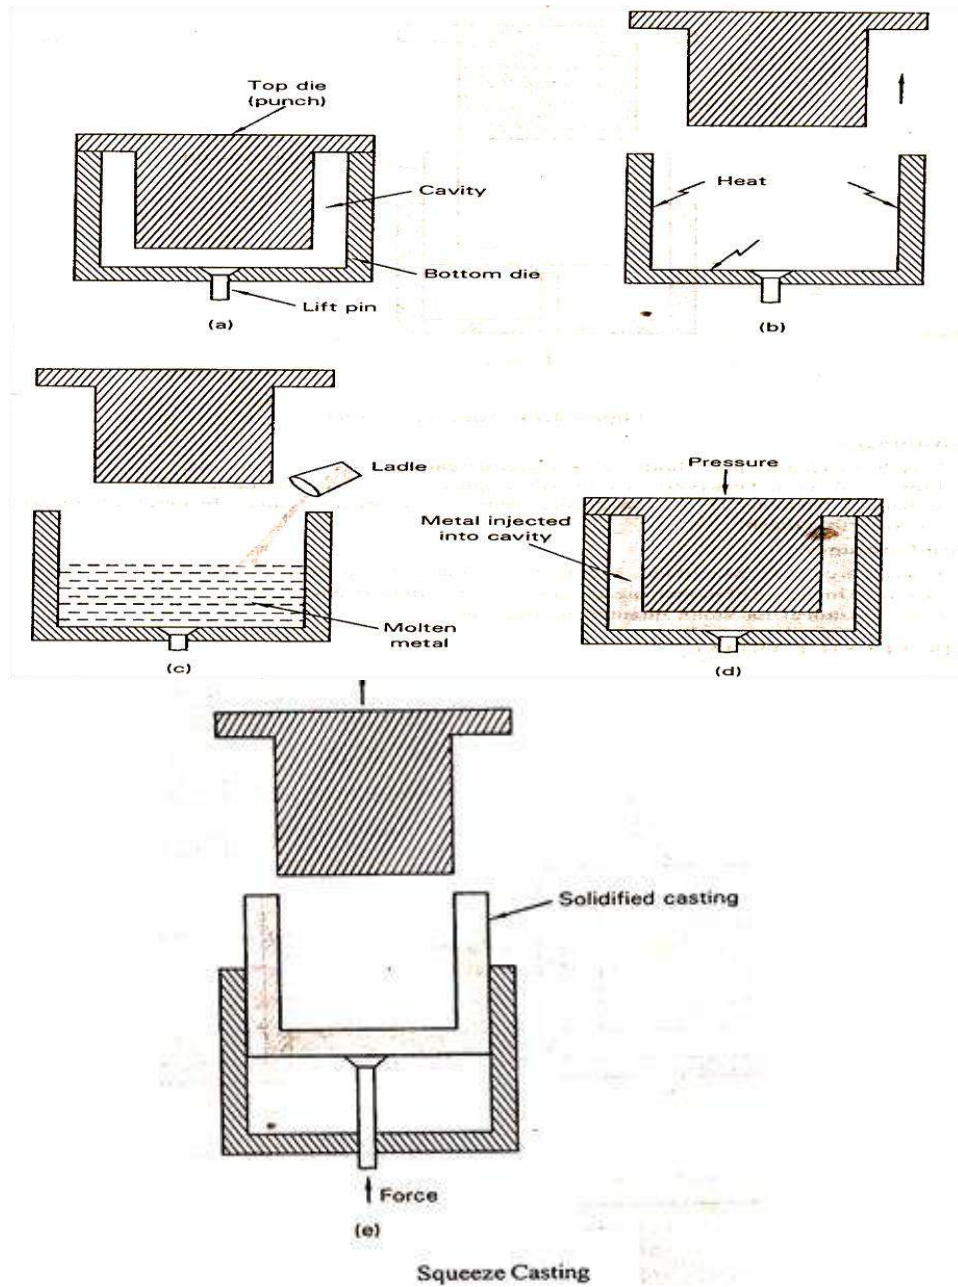 Top die
(punch)
Cavity
Bottom die
Lift pin
(a)
Heat
(b)
Ladle
Molten
metal
(c)
Pressure
Metal injected
into cavity
(d)
Solidified casting
Force
(e)
Squeeze Casting